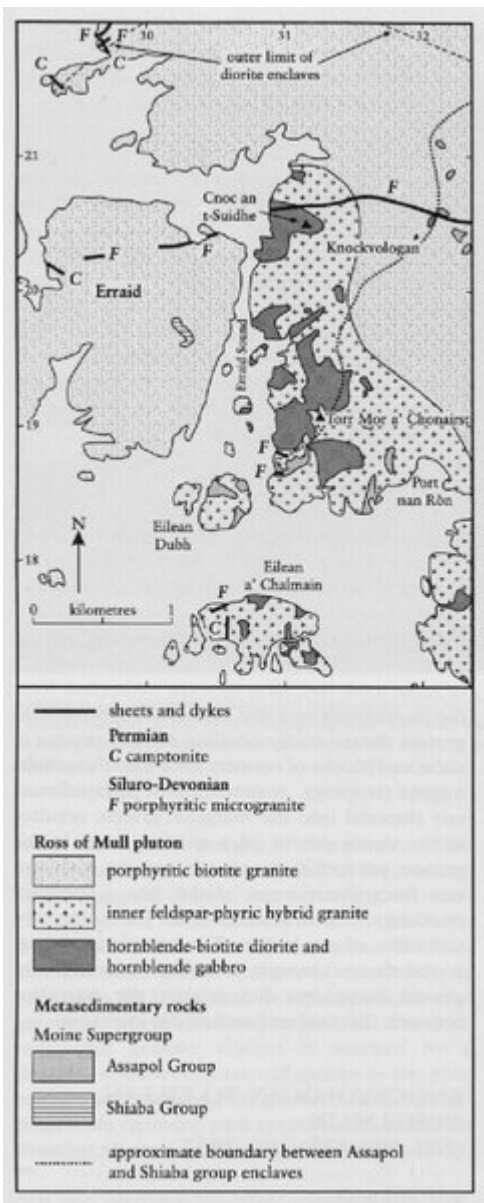 30
31
32
F
F
C
C
outer limit of
diorite enclaves
21
Cnoc an
t-Suidhe
F
Knockvologan
F
F
C
20
Erraid
Erraid Sound
19
Torr Mor a' Chonairst
F
F
Port
nan Ròn
Eilean
Dubh
N
18
Eilean
a' Chalmain
F
C
0
1
kilometres
sheets and dykes
Permian
C camptonite
Siluro-Devonian
F porphyritic microgranite
Ross of Mull pluton
porphyritic biotite granite
inner feldspar-phyric hybrid granite
hornblende-biotite diorite and
hornblende gabbro
Metasedimentary rocks
Moine Supergroup
Assapol Group
Shiaba Group
approximate boundary between Assapol
and Shiaba group enclaves